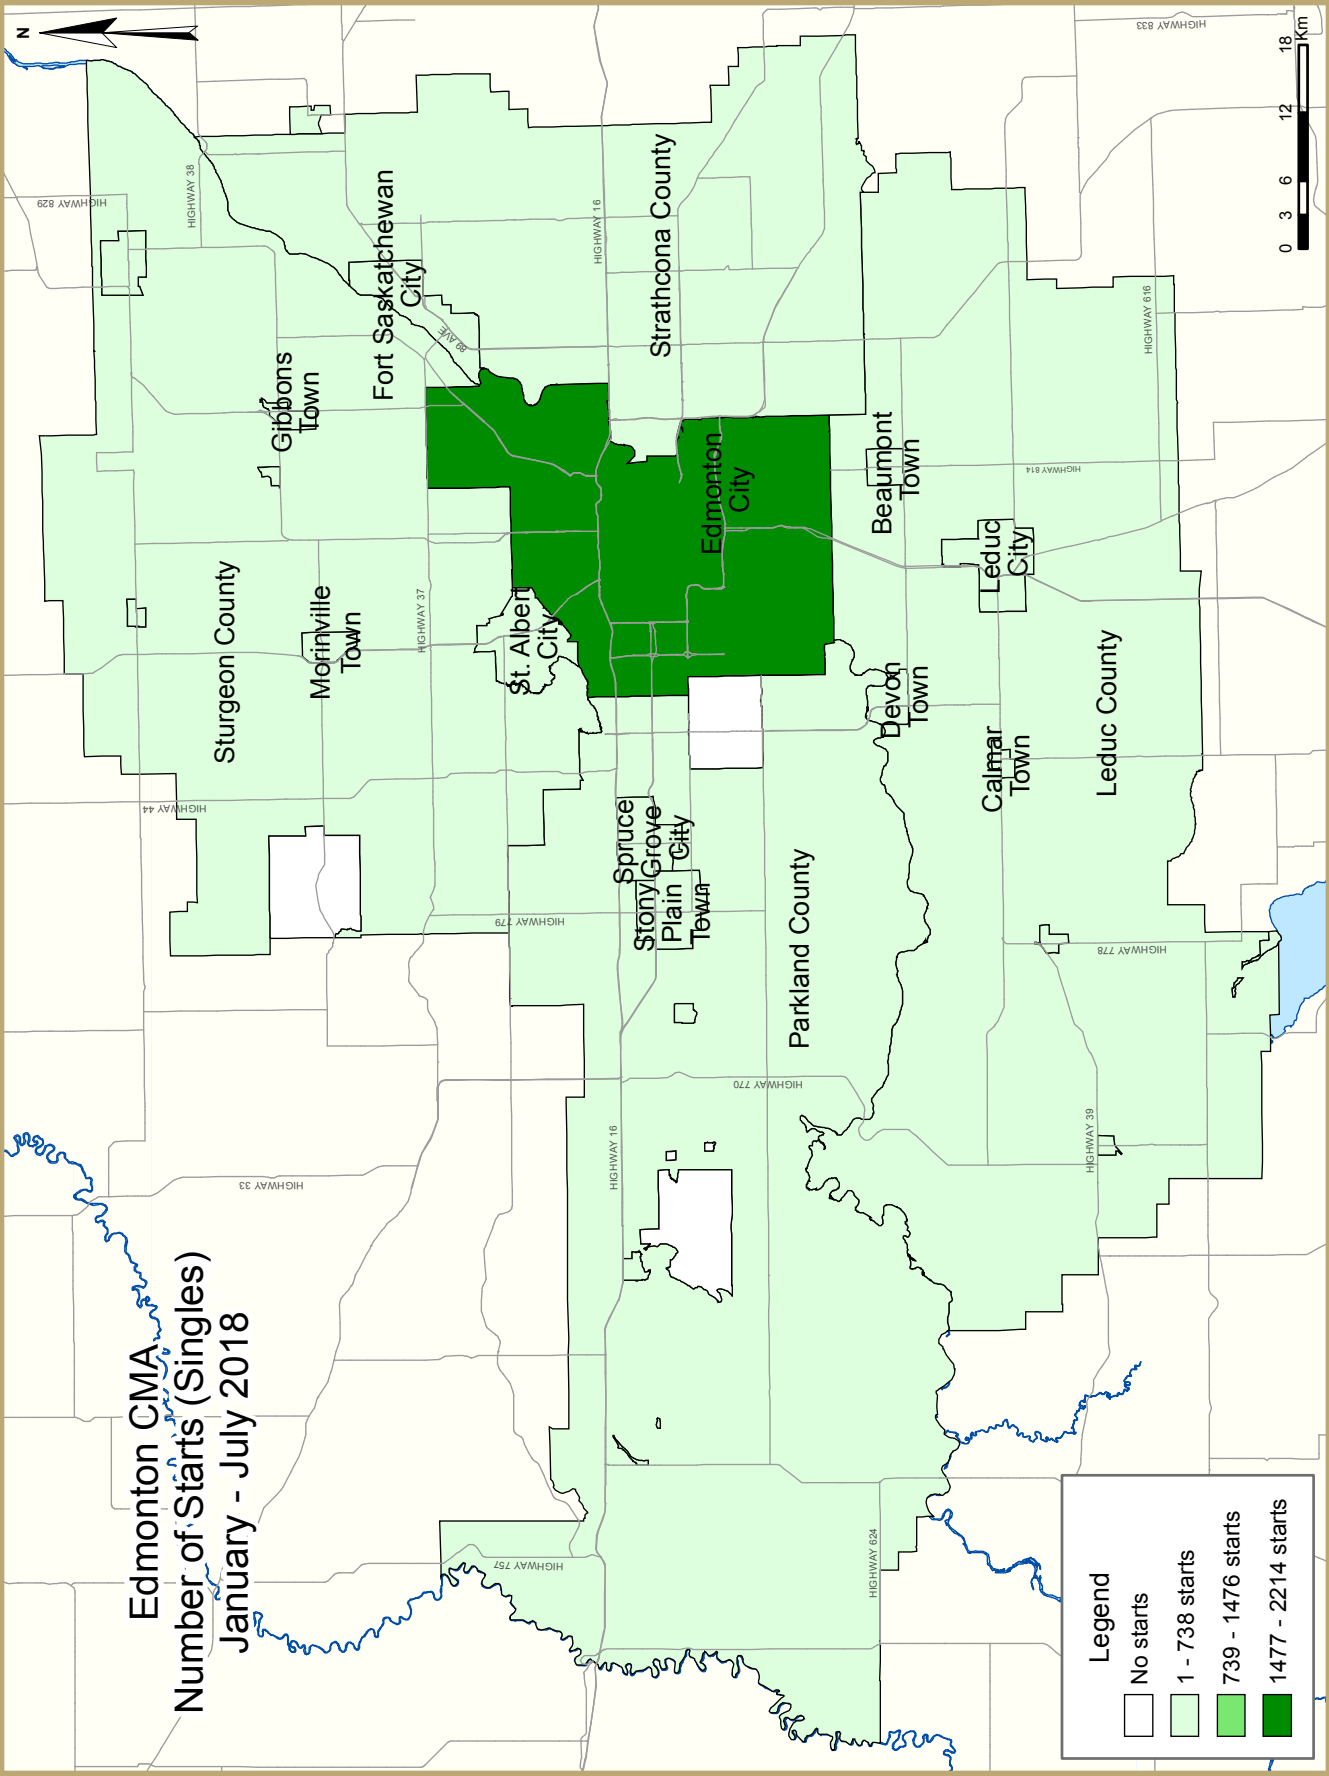 Edmonton CMA
Number of Starts (Singles)
January - July 2018
N
HIGHWAY 757
HIGHWAY 33
HIGHWAY 44
HIGHWAY 779
HIGHWAY 829
HIGHWAY 38
HIGHWAY 37
HIGHWAY 16
HIGHWAY 16
HIGHWAY 770
HIGHWAY 624
HIGHWAY 39
HIGHWAY 778
HIGHWAY 814
HIGHWAY 616
HIGHWAY 833
89 AVE
Sturgeon County
Morinville
Town
Gibbons
Town
Fort Saskatchewan
City
St. Albert
City
Strathcona County
Edmonton
City
Spruce
Grove
City
Stony
Plain
Town
Parkland County
Beaumont
Town
Devon
Town
Leduc
City
Calmar
Town
Leduc County
Legend
No starts
1 - 738 starts
739 - 1476 starts
1477 - 2214 starts
0 3 6 12 18
Km